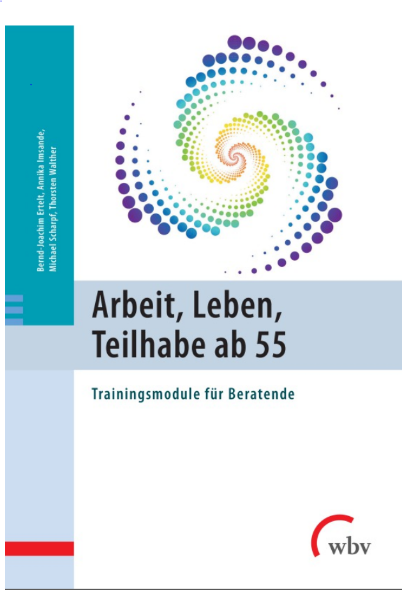 Bernd-Joachim Ertelt, Annika Imsande,
Michael Scharpf, Thorsten Walther
Arbeit, Leben,
Teilhabe ab 55
Trainingsmodule für Beratende
wbv